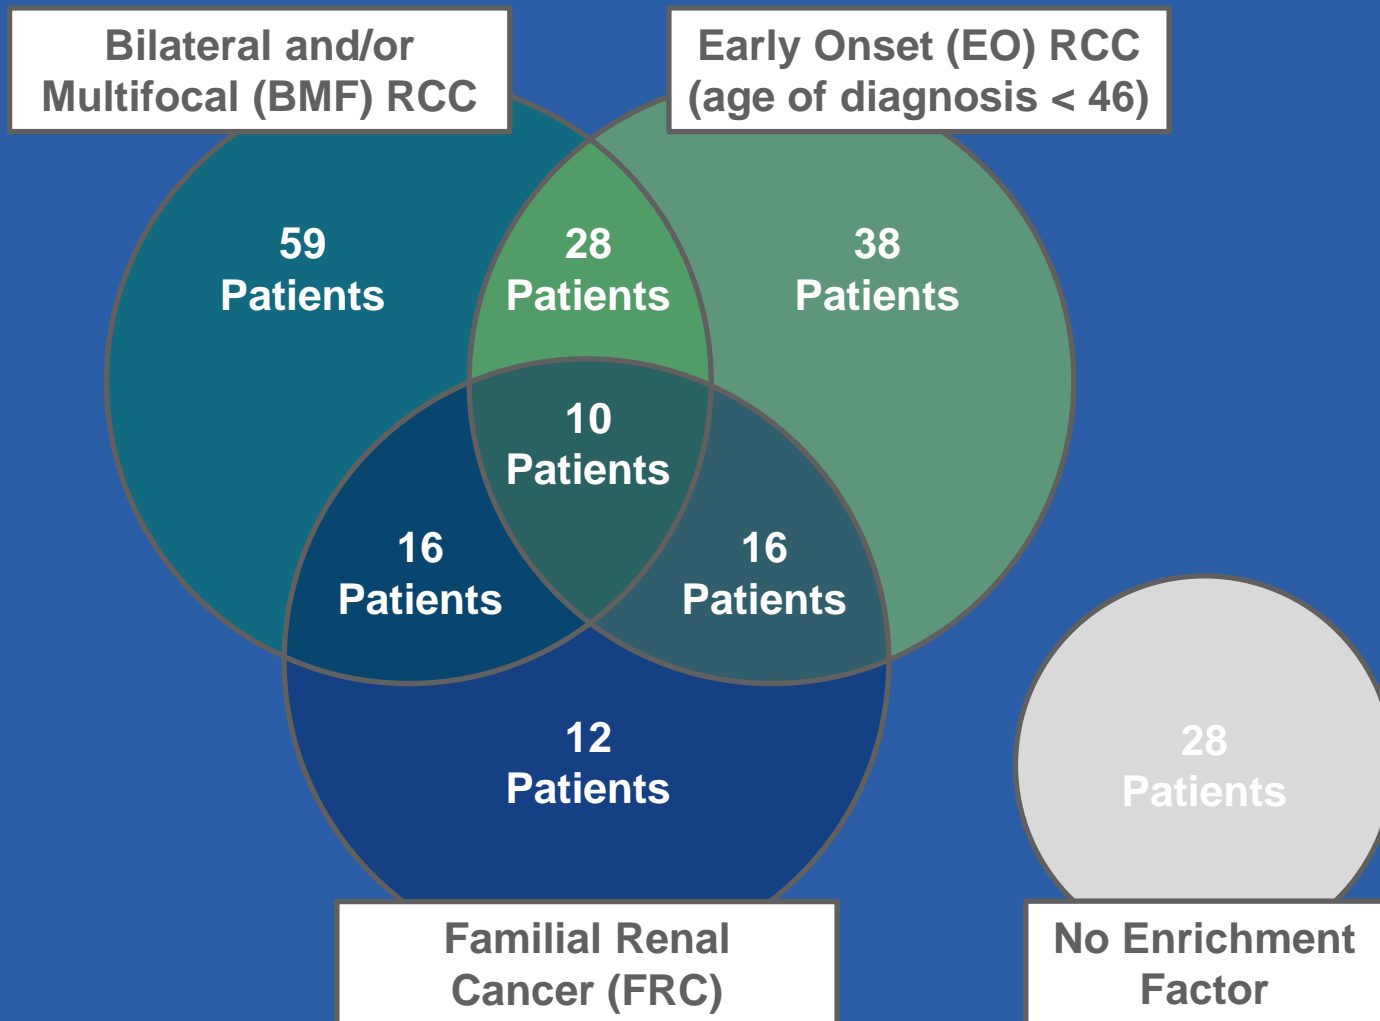 Bilateral and/or
Multifocal (BMF) RCC
Early Onset (EO) RCC
(age of diagnosis < 46)
59
Patients
28
Patients
38
Patients
10
Patients
16
Patients
16
Patients
12
Patients
28
Patients
Familial Renal
Cancer (FRC)
No Enrichment
Factor